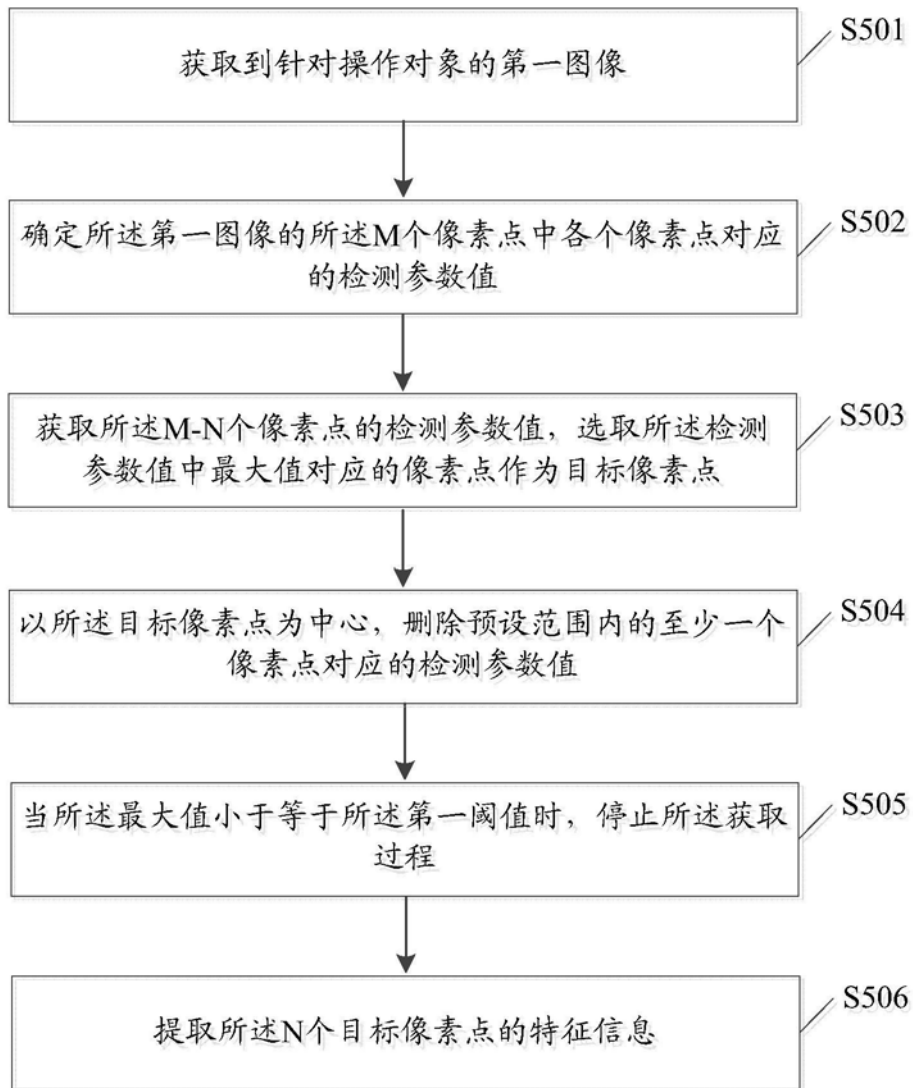 获取到针对操作对象的第一图像
S501
确定所述第一图像的所述M个像素点中各个像素点对应
的检测参数值
S502
获取所述M-N个像素点的检测参数值，选取所述检测
参数值中最大值对应的像素点作为目标像素点
S503
以所述目标像素点为中心，删除预设范围内的至少一个
像素点对应的检测参数值
S504
当所述最大值小于等于所述第一阈值时，停止所述获取
过程
S505
提取所述N个目标像素点的特征信息
S506